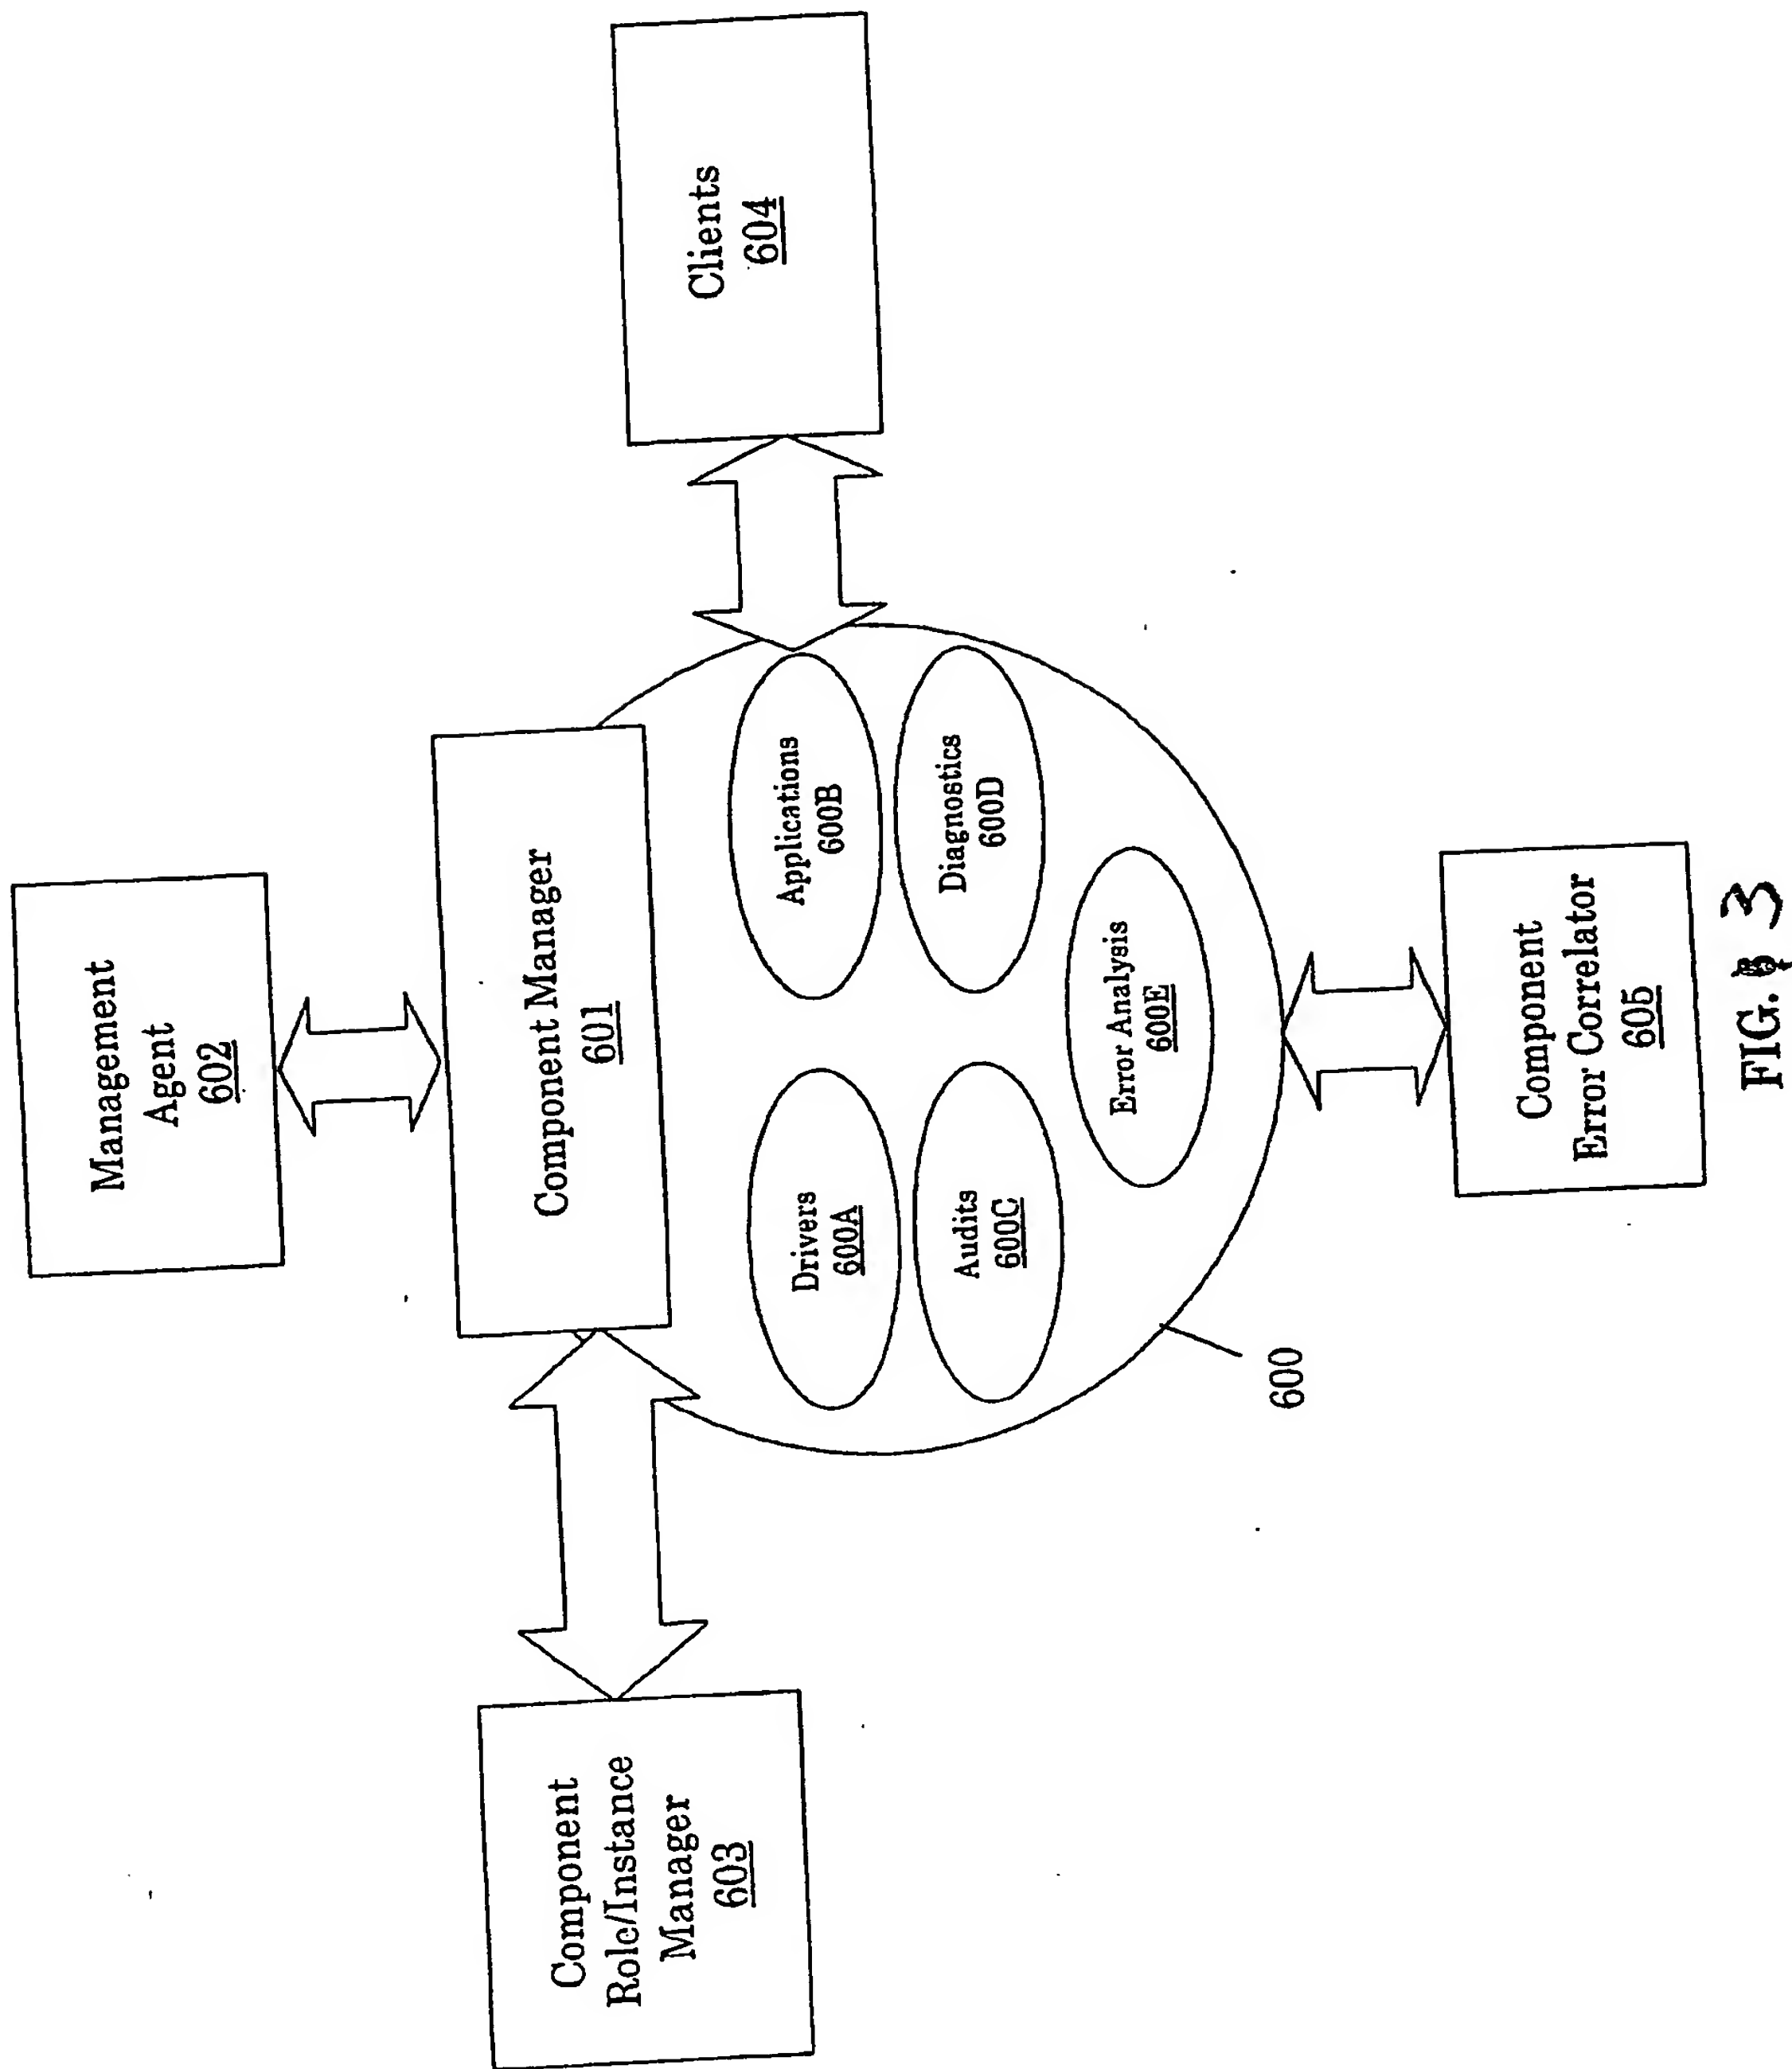 Management
Agent
602
Component Manager
601
Component
Role/Instance
Manager
603
Clients
604
Drivers
600A
Applications
600B
Audits
600C
Diagnostics
600D
Error Analysis
600E
600
Component
Error Correlator
605
FIG. 3